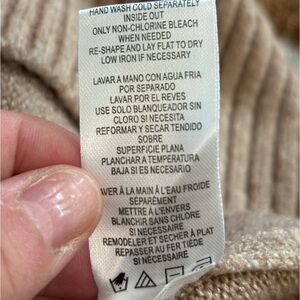 HAND WASH COLD SEPARATELY
INSIDE OUT
ONLY NON-CHLORINE BLEACH
WHEN NEEDED
RE-SHAPE AND LAY FLAT TO DRY
LOW IRON IF NECESSARY
LAVAR A MANO CON AGUA FRIA
POR SEPARADO
LAVAR POR EL REVES
USE SOLO BLANQUEADOR SIN
CLORO SI NECESITA
REFORMAR Y SECAR TENDIDO
SOBRE
SUPERFICIE PLANA
PLANCHAR A TEMPERATURA
BAJA SI ES NECESARIO
AVER À LA MAIN À L'EAU FROIDE
SÉPARÉMENT
METTRE À L'ENVERS
BLANCHIR SANS CHLORE
SI NÉCESSAIRE
REMODELER ET SÉCHER À PLAT
REPASSER AU FER TIÈDE
SI NÉCESSAIRE